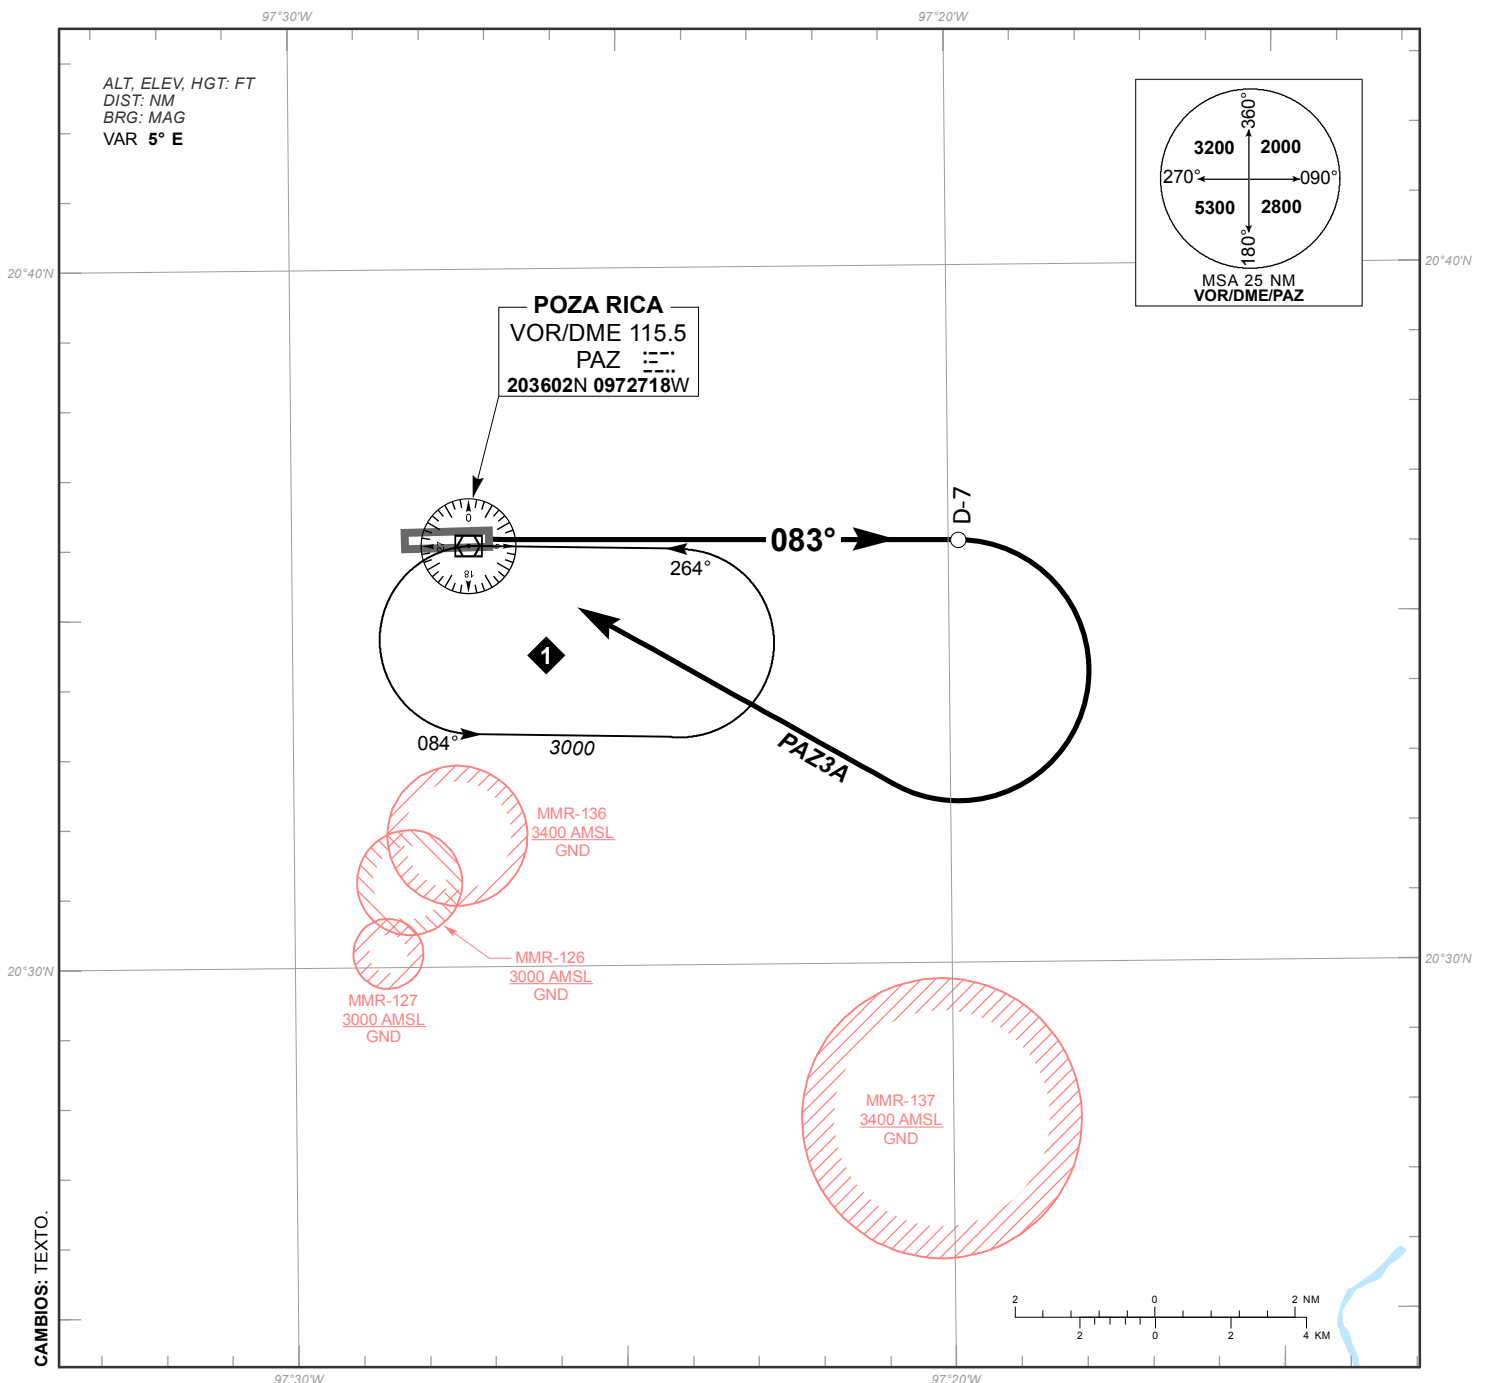 97°30'W
97°20'W
ALT, ELEV, HGT: FT
DIST: NM
BRG: MAG
VAR 5° E
360°
3200
2000
270°
090°
5300
2800
180°
MSA 25 NM
VOR/DME/PAZ
20°40'N
20°40'N
POZA RICA
VOR/DME 115.5
PAZ
203602N 0972718W
0
27
9
18
083°
D-7
264°
1
084°
3000
PAZ3A
MMR-136
3400 AMSL
GND
MMR-126
3000 AMSL
GND
MMR-127
3000 AMSL
GND
20°30'N
20°30'N
MMR-137
3400 AMSL
GND
CAMBIOS: TEXTO.
2 0 2 NM
2 0 2 4 KM
97°30'W
97°20'W